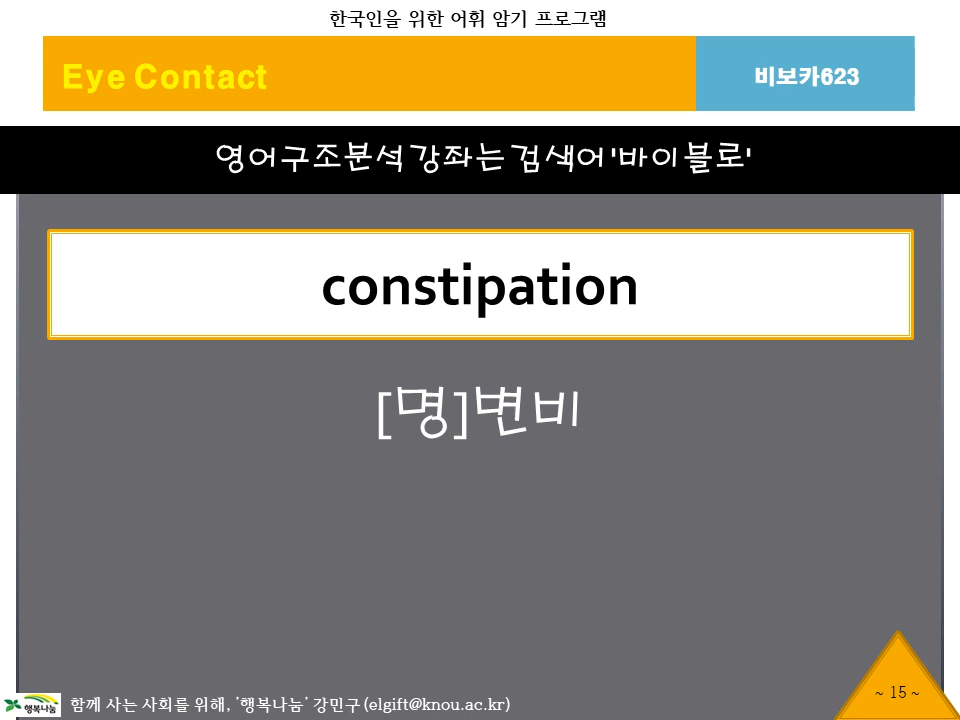 한국인을 위한 어휘 암기 프로그램
Eye Contact
비보카623
영어구조분석 강좌는 검색어 '바이블로'
constipation
[명]변비
~ 15 ~
행복나눔
함께 사는 사회를 위해, '행복나눔' 강민구 (elgift@knou.ac.kr)